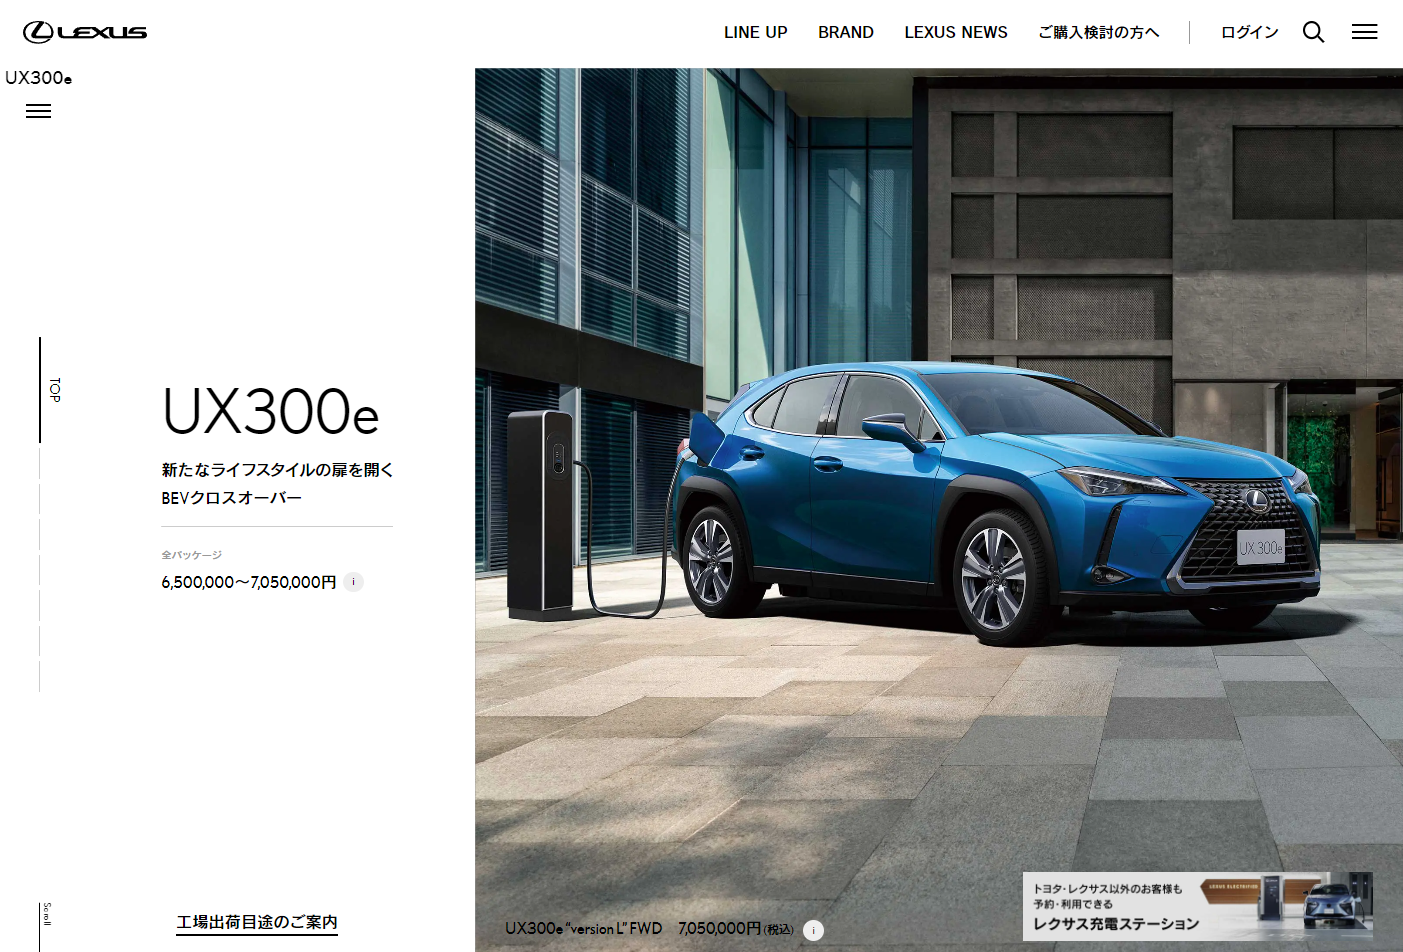 LEXUS
LINE UP
BRAND
LEXUS NEWS
ご購入検討の方へ
ログイン
UX300e
TOP
UX300e
新たなライフスタイルの扉を開く
BEVクロスオーバー
全パッケージ
6,500,000〜7,050,000円 i
UX300e
Scroll
工場出荷目途のご案内
UX300e “version L” FWD 7,050,000円(税込) i
トヨタ・レクサス以外のお客様も
予約・利用できる
レクサス充電ステーション
LEXUS ELECTRIFIED